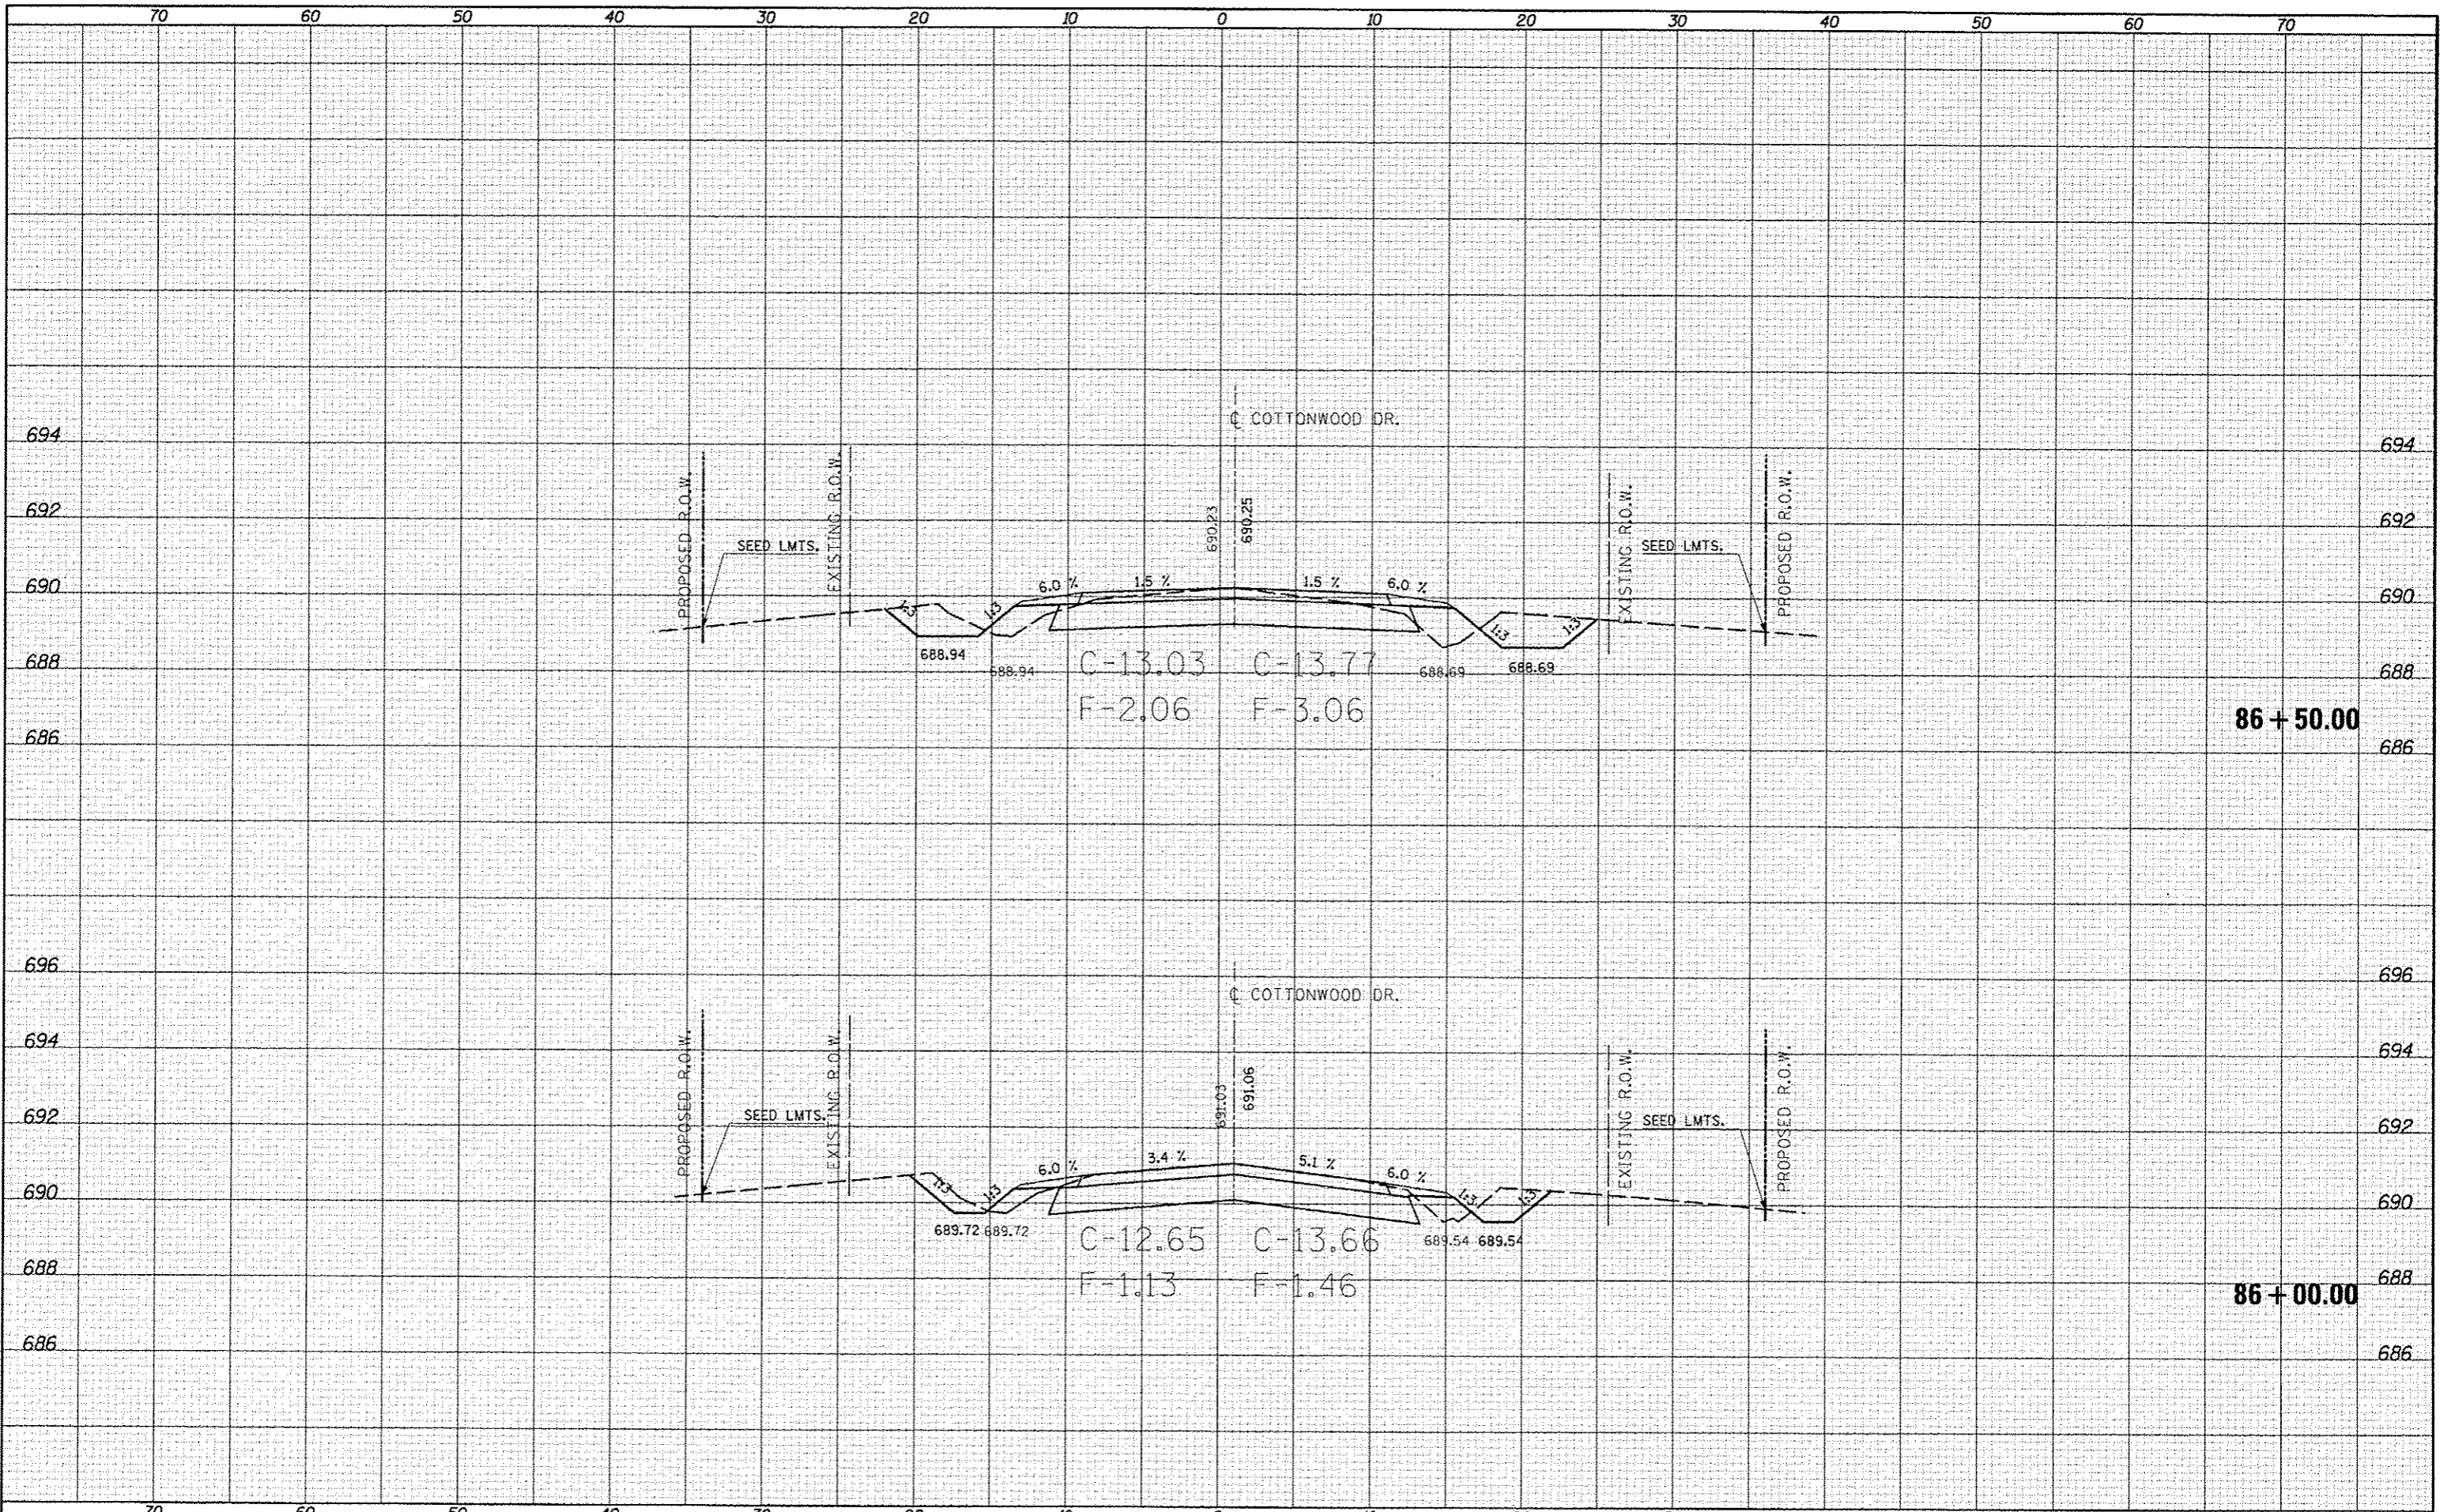 70 60 50 40 30 20 10 0 10 20 30 40 50 60 70
℄ COTTONWOOD DR.
694 694
PROPOSED R.O.W. EXISTING R.O.W. 690.23 690.25 EXISTING R.O.W. PROPOSED R.O.W.
692 692
SEED LMTS. SEED LMTS.
690 6.0 % 1.5 % 1.5 % 6.0 % 690
1:3 1:3 1:3 1:3
688.94 688.94 C-13.03 C-13.77 688.69 688.69
688 688
F-2.06 F-3.06
86+50.00
686 686
696 696
℄ COTTONWOOD DR.
694 694
PROPOSED R.O.W. EXISTING R.O.W. 691.03 691.06 EXISTING R.O.W. PROPOSED R.O.W.
692 692
SEED LMTS. SEED LMTS.
6.0 % 3.4 % 5.1 % 6.0 %
690 1:3 1:3 1:3 1:3 690
689.72 689.72 C-12.65 C-13.66 689.54 689.54
688 688
F-1.13 F-1.46
86+00.00
686 686